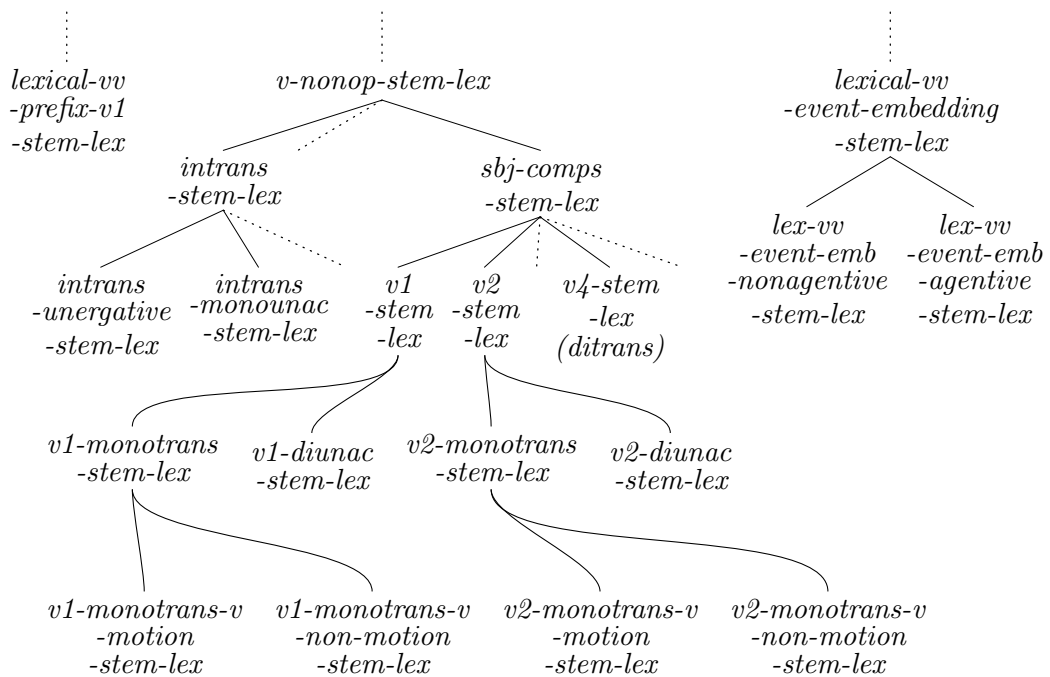 lexical-vv
-prefix-v1
-stem-lex
v-nonop-stem-lex
lexical-vv
-event-embedding
-stem-lex
intrans
-stem-lex
sbj-comps
-stem-lex
lex-vv
-event-emb
-nonagentive
-stem-lex
lex-vv
-event-emb
-agentive
-stem-lex
intrans
-unergative
-stem-lex
intrans
-monounac
-stem-lex
v1
-stem
-lex
v2
-stem
-lex
v4-stem
-lex
(ditrans)
v1-monotrans
-stem-lex
v1-diunac
-stem-lex
v2-monotrans
-stem-lex
v2-diunac
-stem-lex
v1-monotrans-v
-motion
-stem-lex
v1-monotrans-v
-non-motion
-stem-lex
v2-monotrans-v
-motion
-stem-lex
v2-monotrans-v
-non-motion
-stem-lex